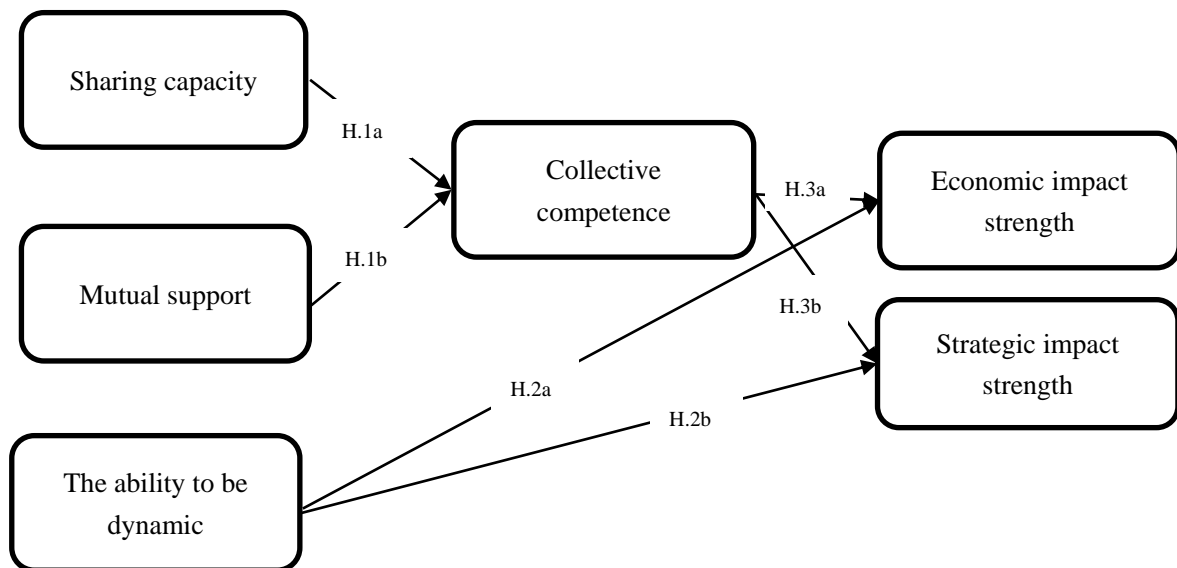 Sharing capacity
H.1a
Collective
competence
H.3a
Economic impact
strength
Mutual support
H.1b
H.3b
Strategic impact
strength
H.2a
H.2b
The ability to be
dynamic